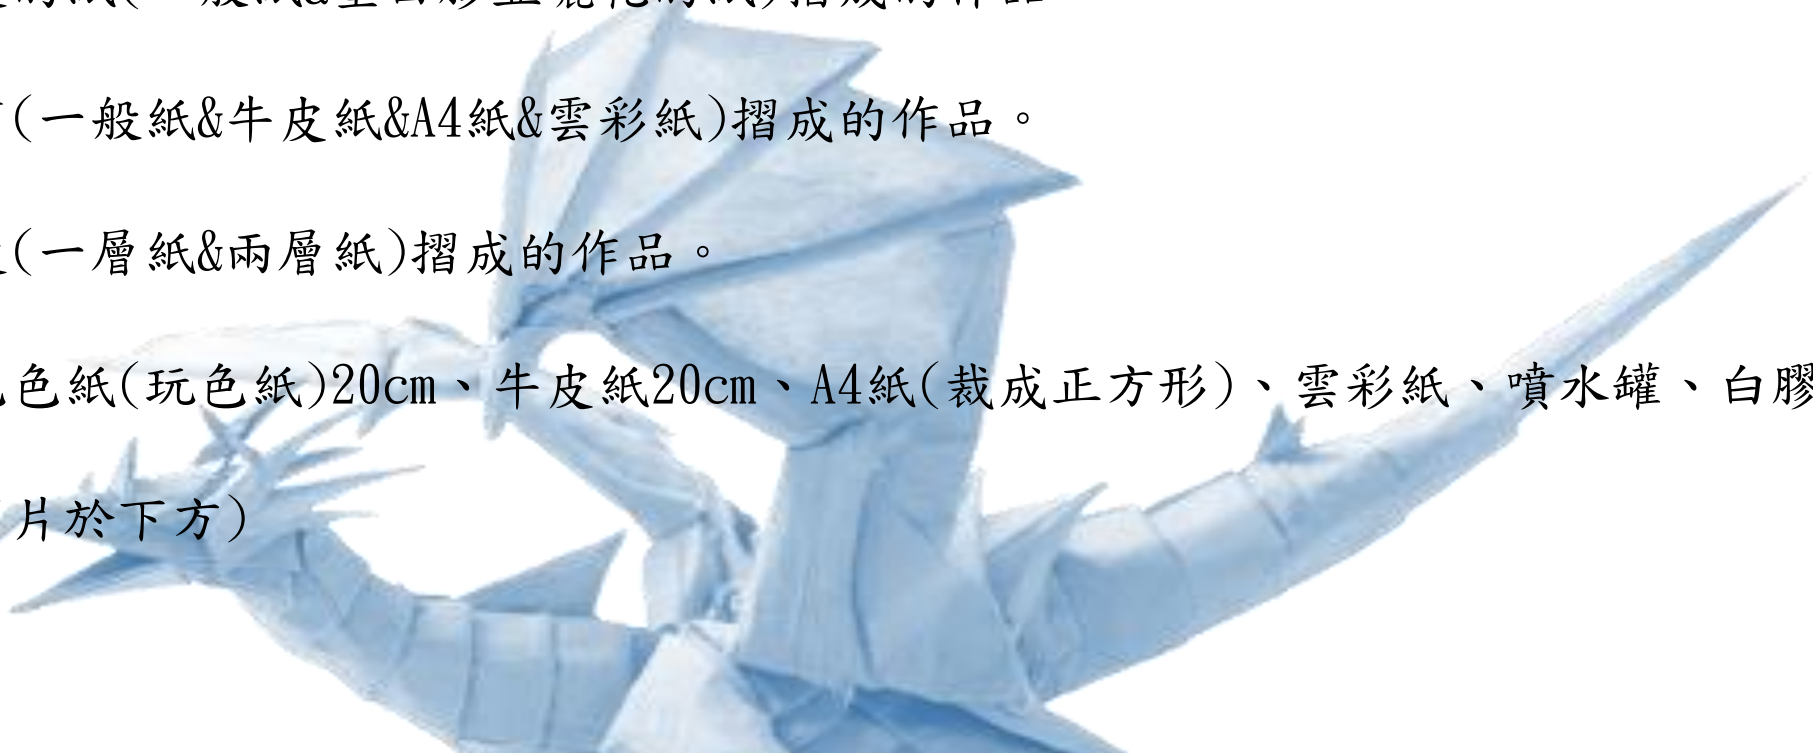 (一般紙&牛皮紙&A4紙&雲彩紙)摺成的作品。
(一層紙&兩層紙)摺成的作品。
色紙(玩色紙)20cm、牛皮紙20cm、A4紙(裁成正方形)、雲彩紙、噴水罐、白膠
片於下方)